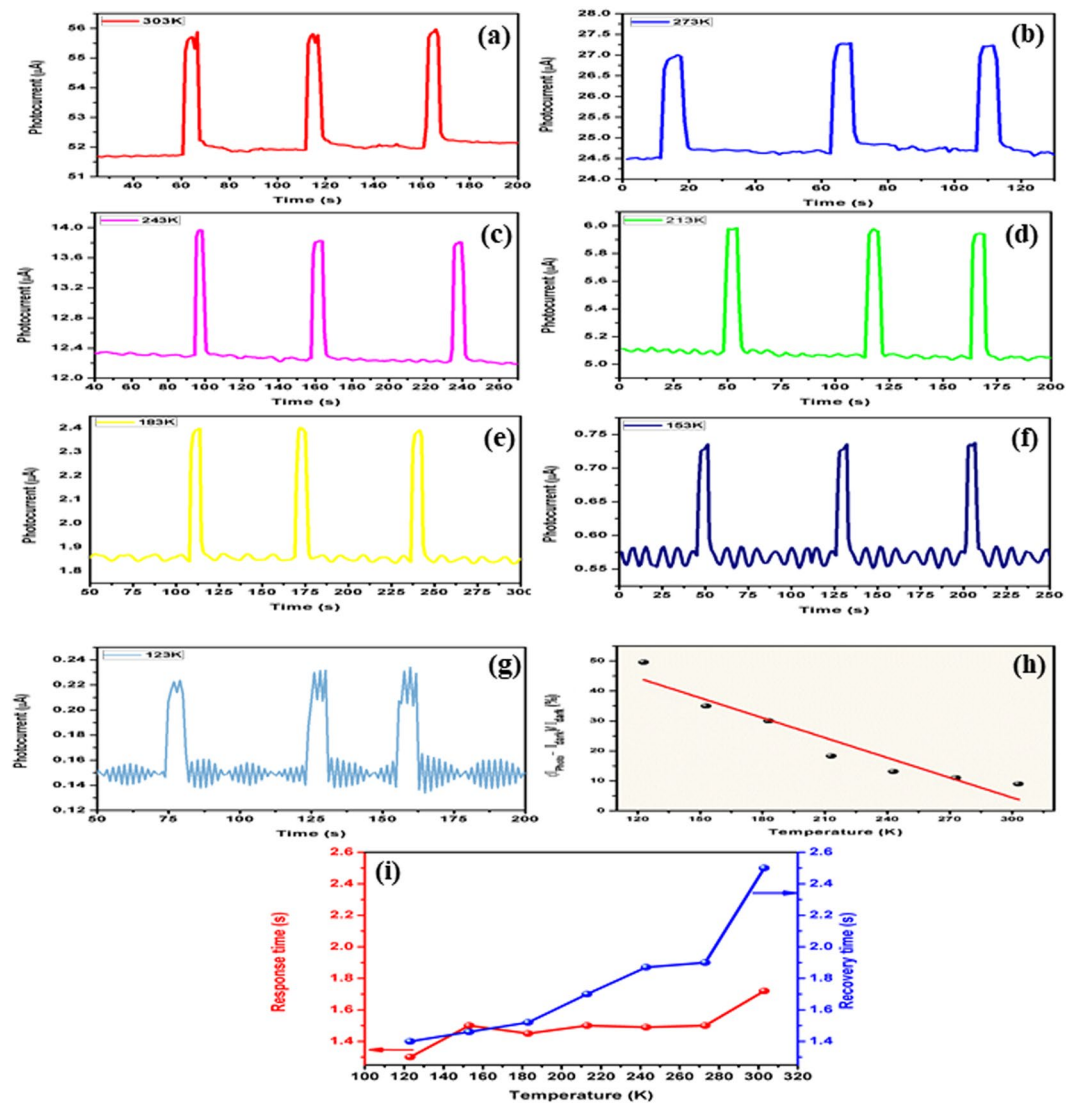 303K
(a)
Photocurrent (µA)
56
55
54
53
52
51
40 60 80 100 120 140 160 180 200
Time (s)
273K
(b)
Photocurrent (µA)
28.0
27.5
27.0
26.5
26.0
25.5
25.0
24.5
24.0
0 20 40 60 80 100 120
Time (s)
243K
(c)
Photocurrent (µA)
14.0
13.6
13.2
12.8
12.4
12.0
40 60 80 100 120 140 160 180 200 220 240 260
Time (s)
213K
(d)
Photocurrent (µA)
6.0
5.8
5.6
5.4
5.2
5.0
0 25 50 75 100 125 150 175 200
Time (s)
183K
(e)
Photocurrent (µA)
2.4
2.3
2.2
2.1
2.0
1.9
1.8
50 75 100 125 150 175 200 225 250 275 300
Time (s)
153K
(f)
Photocurrent (µA)
0.75
0.70
0.65
0.60
0.55
0 25 50 75 100 125 150 175 200 225 250
Time (s)
123K
(g)
Photocurrent (µA)
0.24
0.22
0.20
0.18
0.16
0.14
0.12
50 75 100 125 150 175 200
Time (s)
(h)
(I Photo - I dark)/I dark (%)
50
40
30
20
10
0
120 150 180 210 240 270 300
Temperature (K)
(i)
Response time (s)
2.6
2.4
2.2
2.0
1.8
1.6
1.4
100 120 140 160 180 200 220 240 260 280 300 320
Temperature (K)
2.6
2.4
2.2
2.0
1.8
1.6
1.4
Recovery time (s)